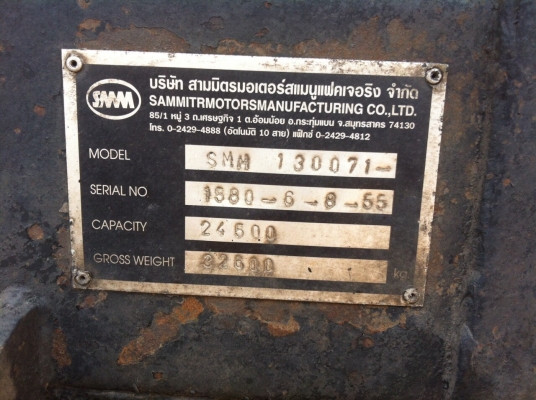 SMM
บริษัท สามมิตรมอเตอร์สแมนูแฟคเจอริง จำกัด
SAMMITRMOTORSMANUFACTURING CO.,LTD.
85/1 หมู่ 3 ถ.เศรษฐกิจ 1 ต.อ้อมน้อย อ.กระทุ่มแบน จ.สมุทรสาคร 74130
โทร. 0-2429-4888 (อัตโนมัติ 10 สาย) แฟ็กซ์ 0-2429-4812
MODEL SMM 130071-
SERIAL NO 1880-6-8-55
CAPACITY 24600
GROSS WEIGHT 32600 kg